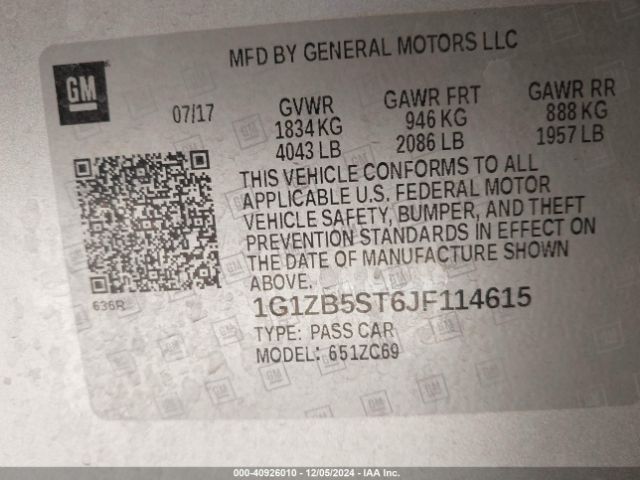 MFD BY GENERAL MOTORS LLC
GM
07/17
GVWR
1834 KG
4043 LB
GAWR FRT
946 KG
2086 LB
GAWR RR
888 KG
1957 LB
THIS VEHICLE CONFORMS TO ALL
APPLICABLE U.S. FEDERAL MOTOR
VEHICLE SAFETY, BUMPER, AND THEFT
PREVENTION STANDARDS IN EFFECT ON
THE DATE OF MANUFACTURE SHOWN
ABOVE.
636R
1G1ZB5ST6JF114615
TYPE: PASS CAR
MODEL: 651ZC69
000-40926010 - 12/05/2024 - IAA Inc.